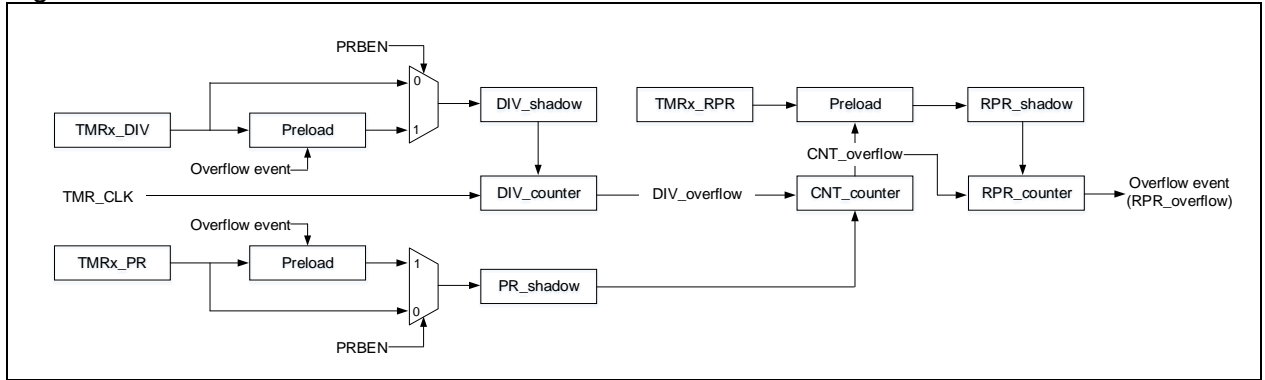 PRBEN
0
TMRx_DIV
Preload
1
DIV_shadow
TMRx_RPR
Preload
RPR_shadow
Overflow event
CNT_overflow
TMR_CLK
DIV_counter
DIV_overflow
CNT_counter
RPR_counter
Overflow event
(RPR_overflow)
Overflow event
TMRx_PR
Preload
1
PR_shadow
0
PRBEN